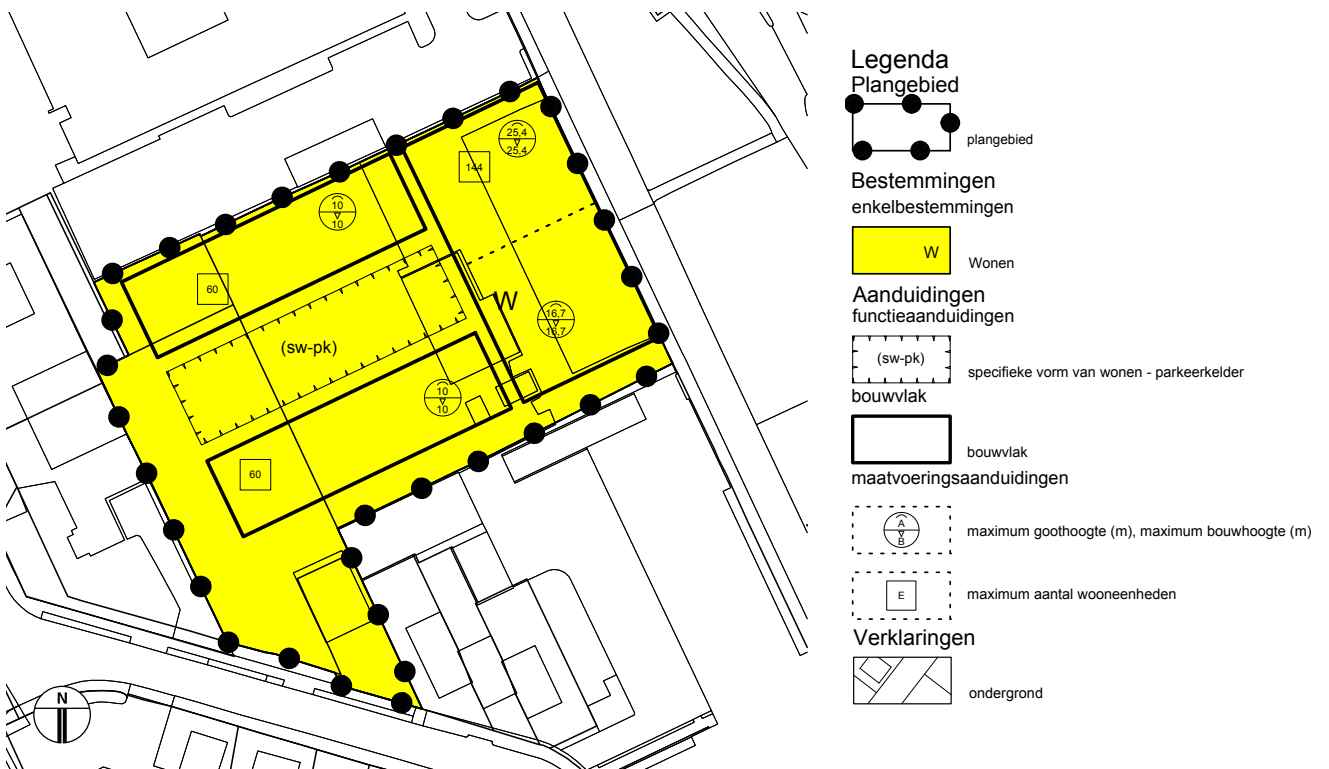 25,4
25,4
144
10
10
60
W
16,7
16,7
(sw-pk)
10
10
60
N
Legenda
Plangebied
plangebied
Bestemmingen
enkelbestemmingen
W
Wonen
Aanduidingen
functieaanduidingen
(sw-pk)
specifieke vorm van wonen - parkeerkelder
bouwvlak
bouwvlak
maatvoeringsaanduidingen
A
B
maximum goothoogte (m), maximum bouwhoogte (m)
E
maximum aantal wooneenheden
Verklaringen
ondergrond